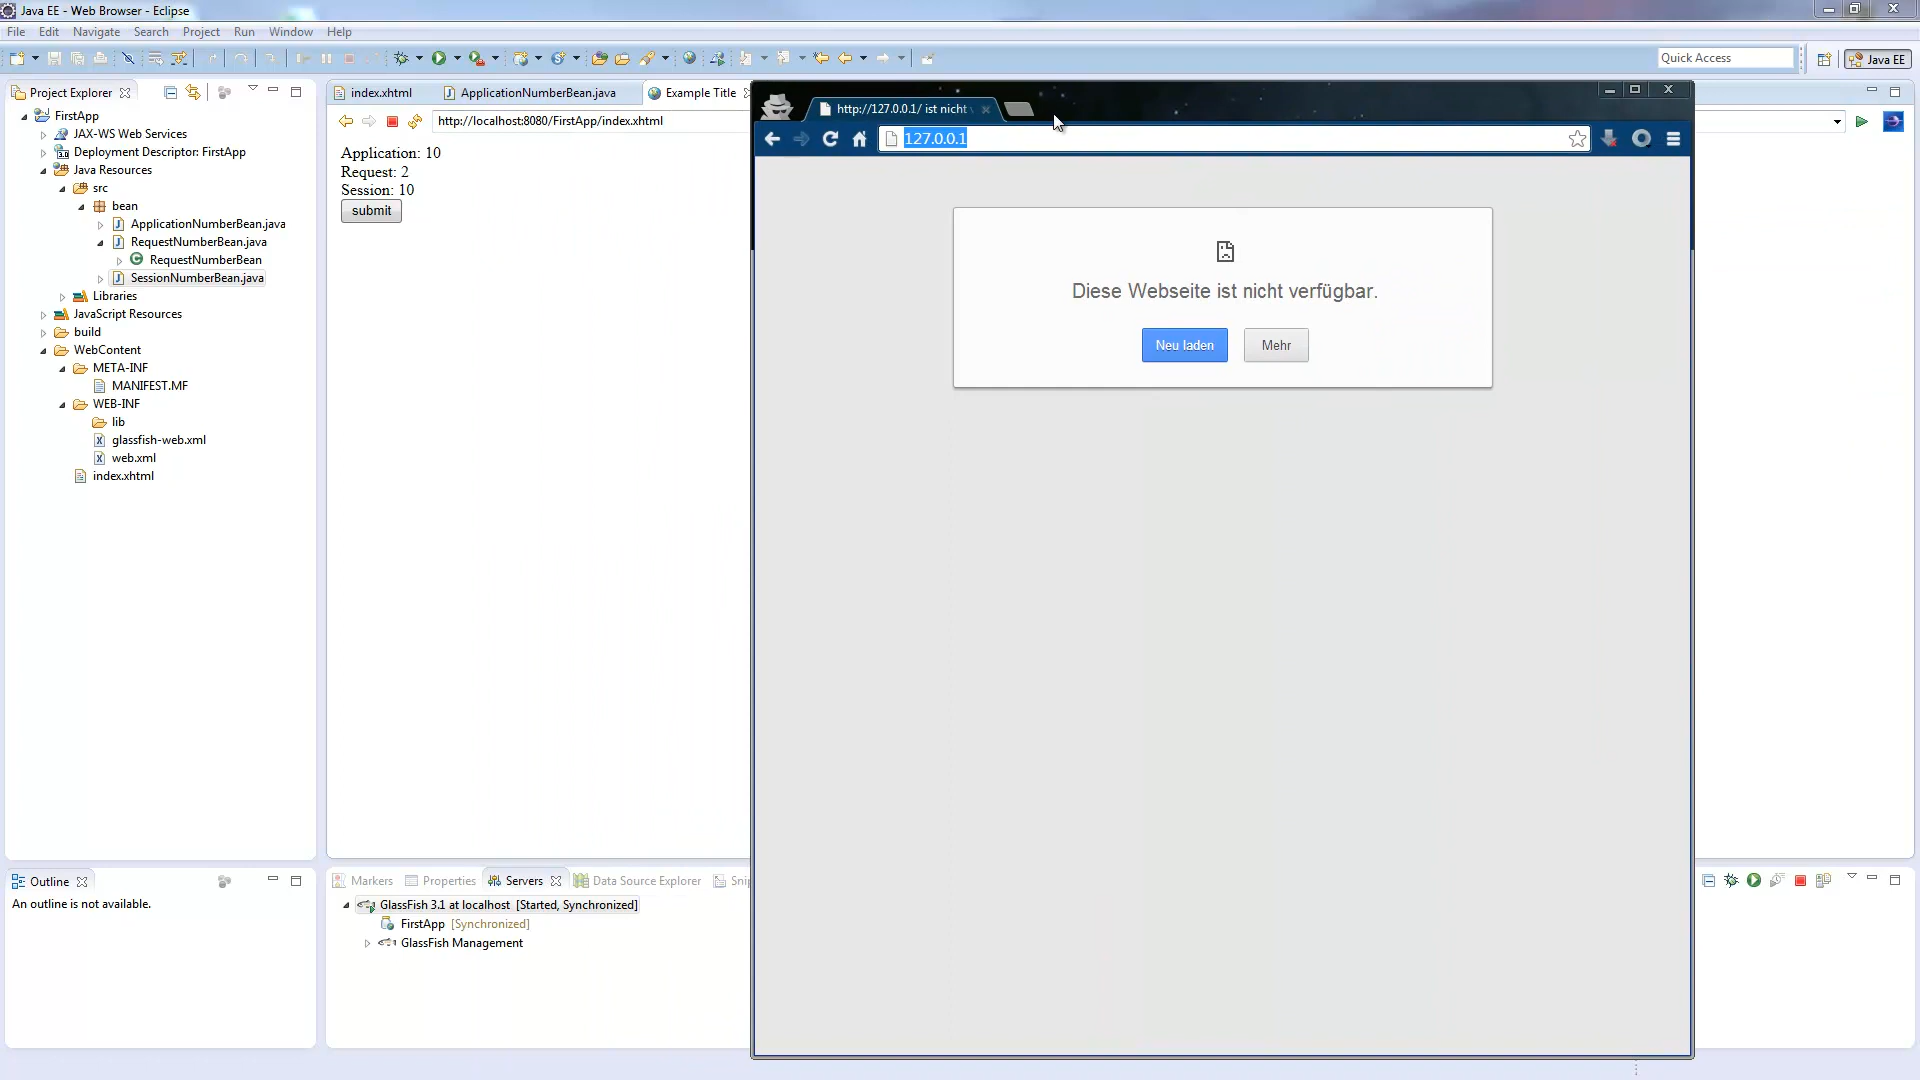 Java EE - Web Browser - Eclipse
File Edit Navigate Search Project Run Window Help
Quick Access
Java EE
Project Explorer
FirstApp
JAX-WS Web Services
Deployment Descriptor: FirstApp
Java Resources
src
bean
ApplicationNumberBean.java
RequestNumberBean.java
RequestNumberBean
SessionNumberBean.java
Libraries
JavaScript Resources
build
WebContent
META-INF
MANIFEST.MF
WEB-INF
lib
glassfish-web.xml
web.xml
index.xhtml
index.xhtml
ApplicationNumberBean.java
Example Title
http://localhost:8080/FirstApp/index.xhtml
Application: 10
Request: 2
Session: 10
submit
http://127.0.0.1/ ist nicht
127.0.0.1
Diese Webseite ist nicht verfügbar.
Neu laden
Mehr
Outline
An outline is not available.
Markers
Properties
Servers
Data Source Explorer
Snip
GlassFish 3.1 at localhost [Started, Synchronized]
FirstApp [Synchronized]
GlassFish Management